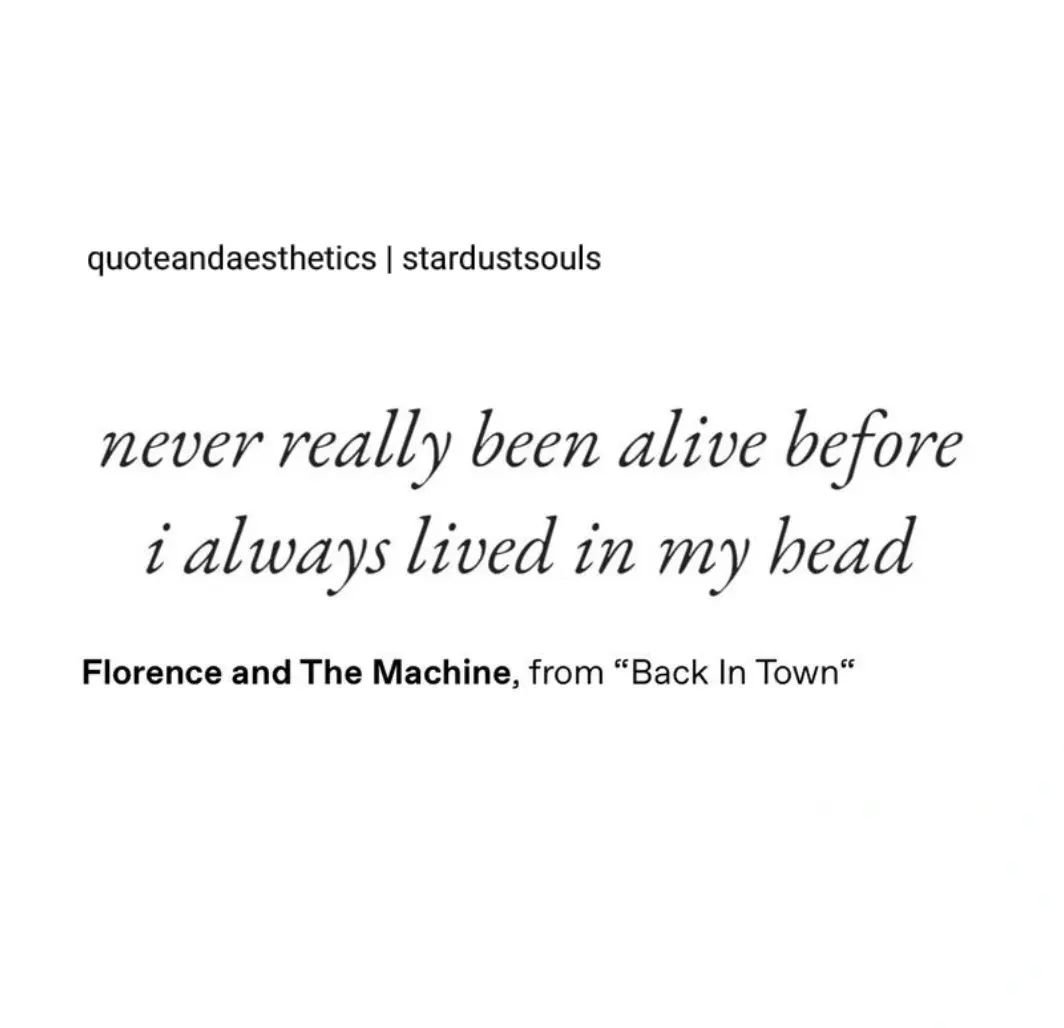 quoteandaesthetics | stardustsouls
never really been alive before
i always lived in my head
Florence and The Machine, from “Back In Town“